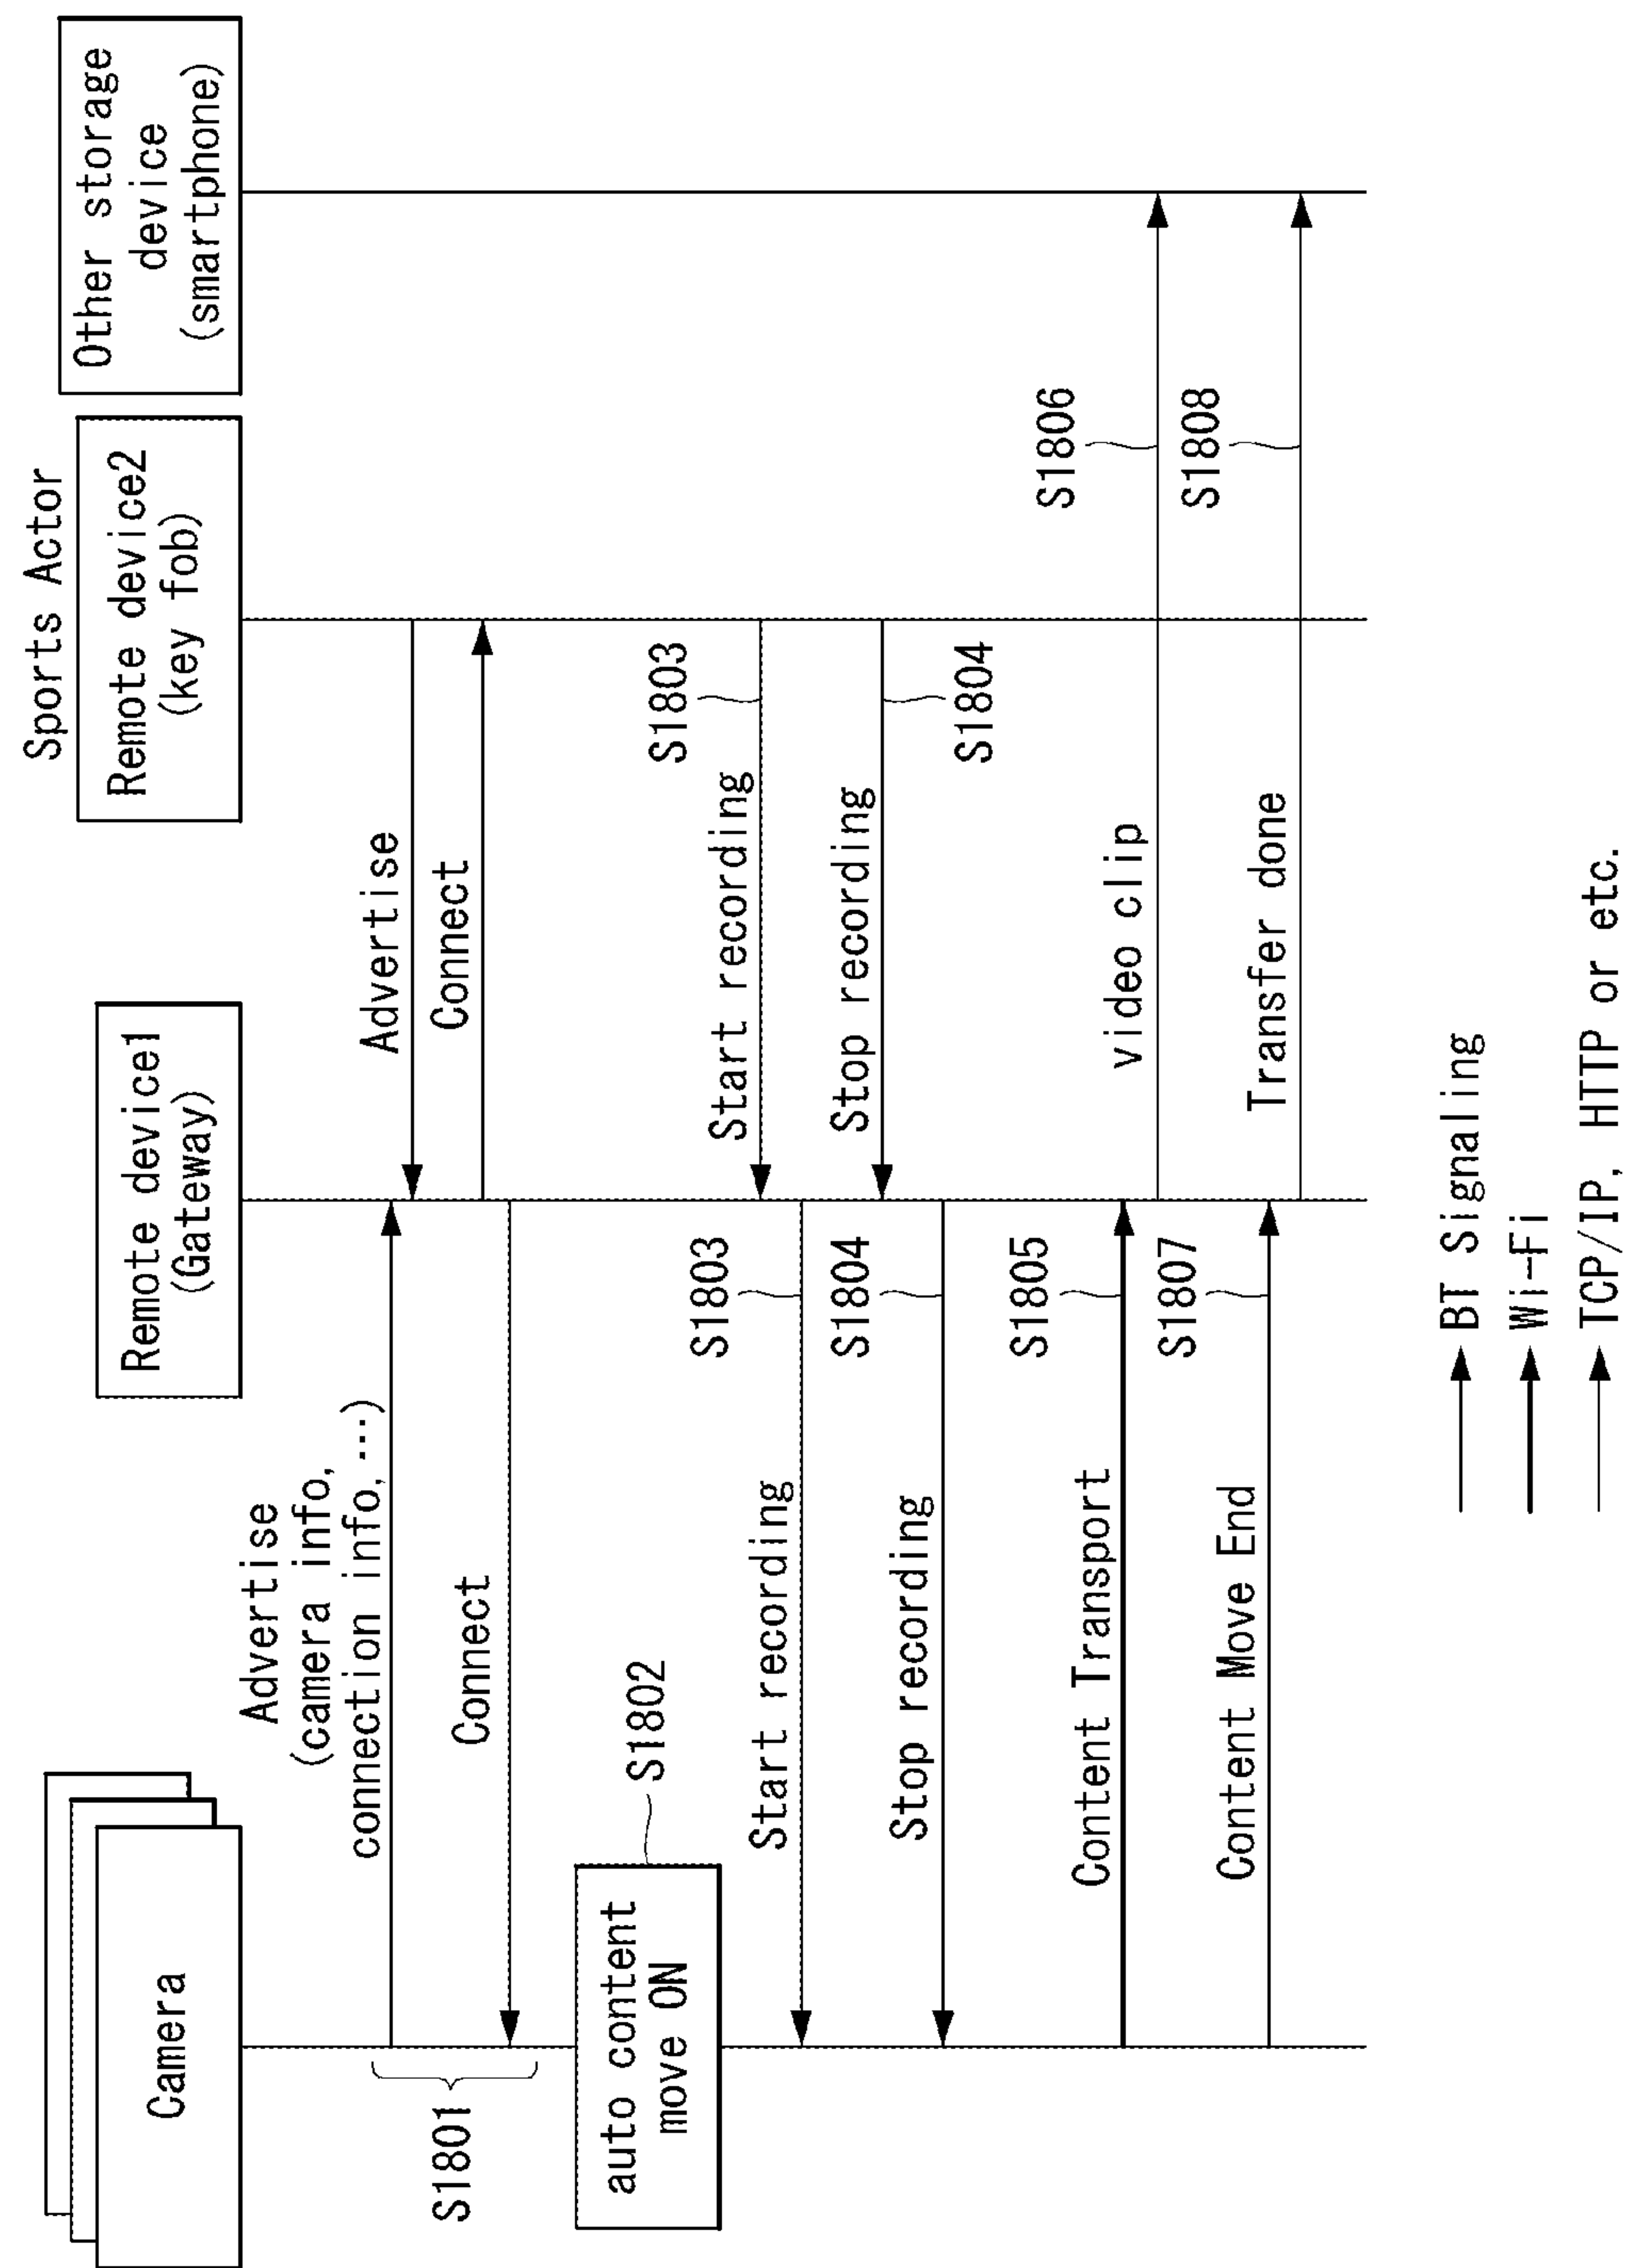 Sports Actor
Camera
Remote device1
(Gateway)
Remote device2
(key fob)
Other storage
device
(smartphone)
Advertise
(camera info,
connection info, ···)
Advertise
Connect
Connect
S1801
auto content
move ON
S1802
Start recording
S1803
Start recording
S1803
Stop recording
S1804
Stop recording
S1804
Content Transport
S1805
video clip
S1806
Content Move End
S1807
Transfer done
S1808
BT Signaling
Wi-Fi
TCP/IP, HTTP or etc.